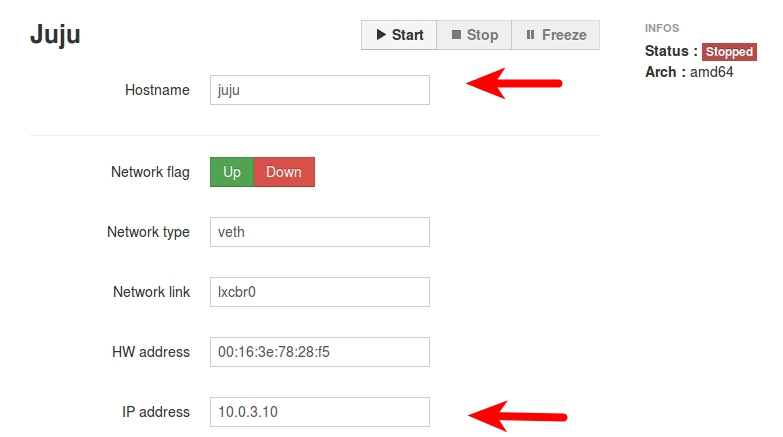 Juju
Start Stop Freeze
INFOS
Status : Stopped
Arch : amd64
Hostname juju
Network flag Up Down
Network type veth
Network link lxcbr0
HW address 00:16:3e:78:28:f5
IP address 10.0.3.10